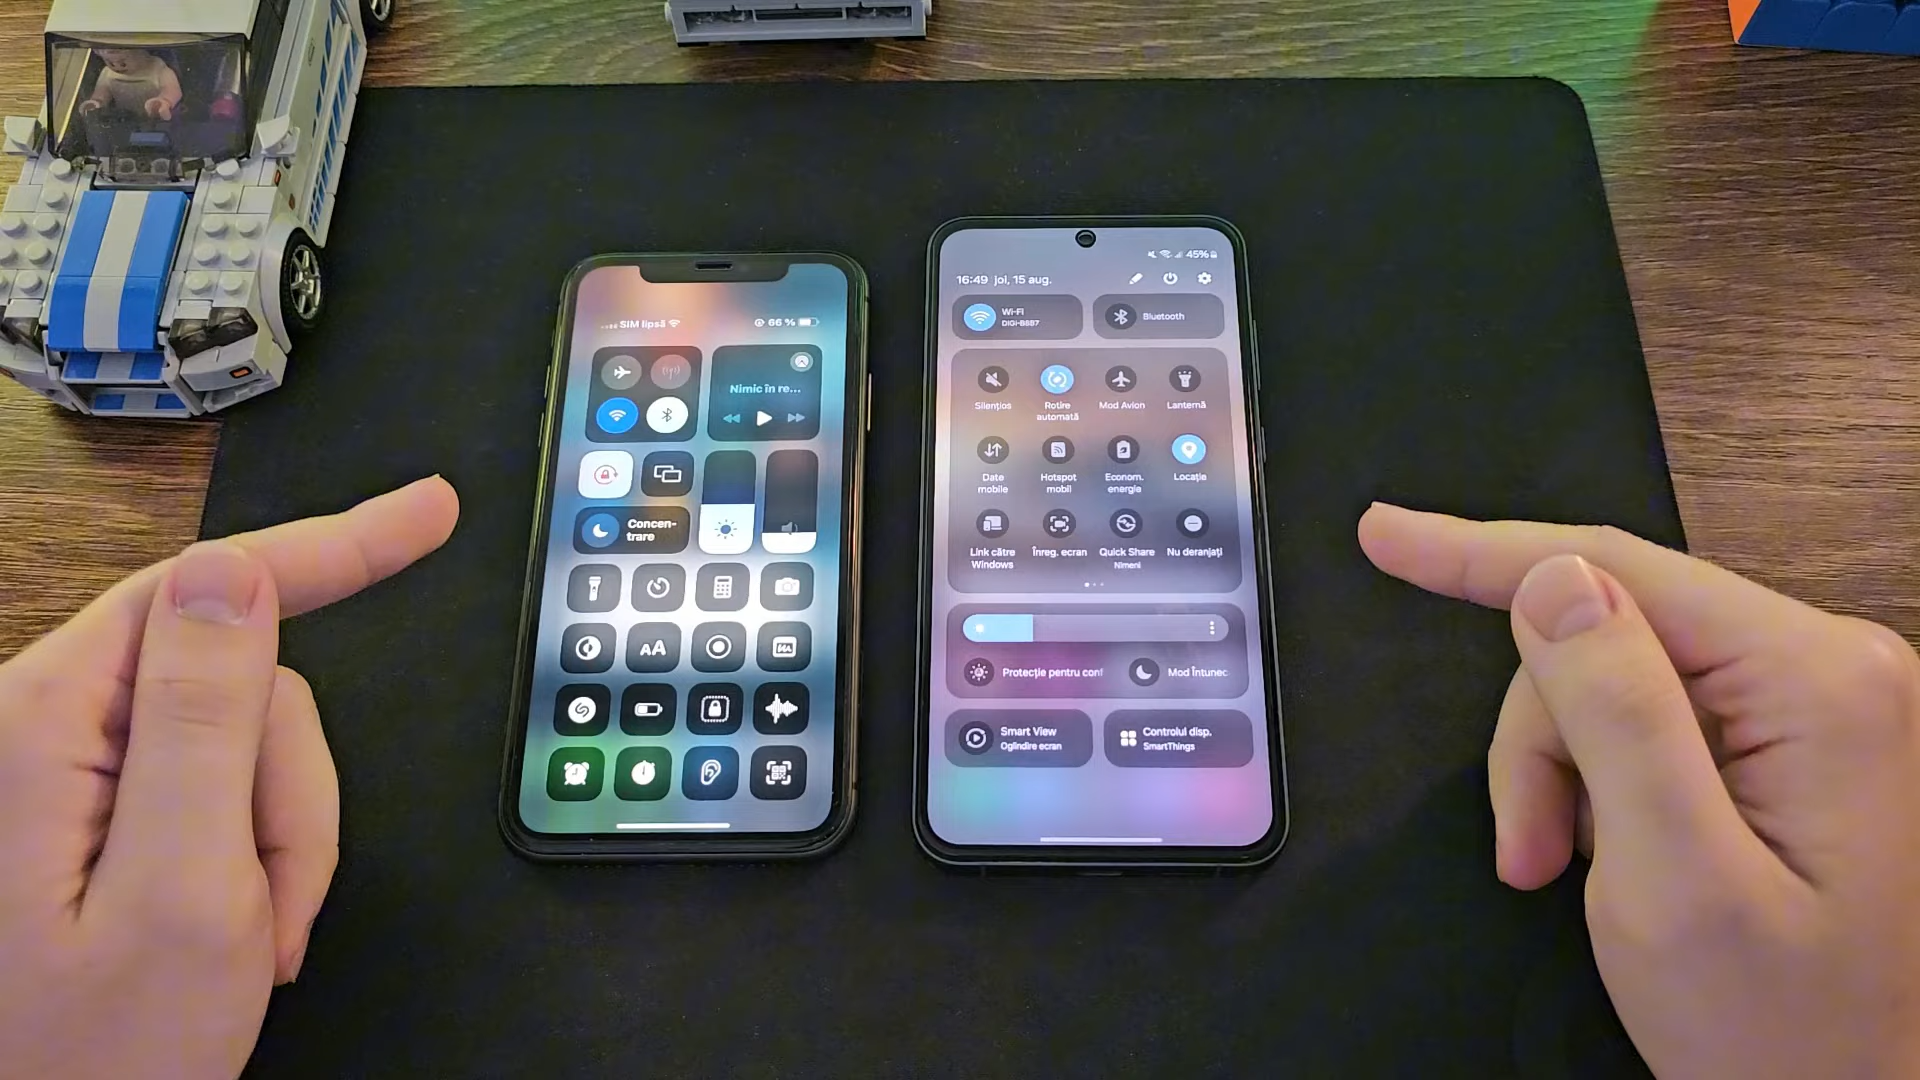 SIM lipsă
66 %
Nimic în re...
Concen-
trare
AA
45%
16:49 joi, 15 aug.
Wi-Fi
DIGI-B8B7
Bluetooth
Silențios
Rotire
automată
Mod Avion
Lanternă
Date
mobile
Hotspot
mobil
Econom.
energie
Locație
Link către
Windows
Înreg. ecran
Quick Share
Nimeni
Nu deranjați
Protecție pentru conf
Mod Întunec
Smart View
Oglindire ecran
Controlul disp.
SmartThings